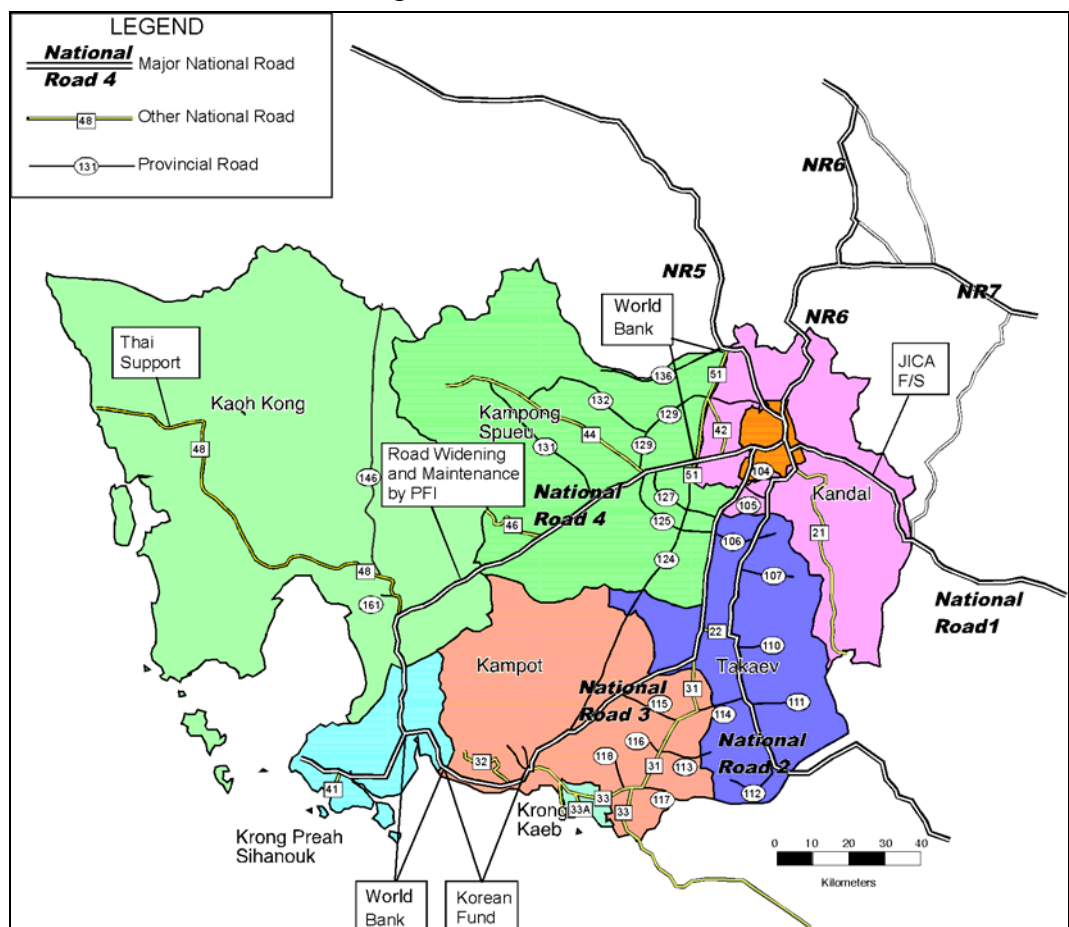 LEGEND
National
Road 4
Major National Road
48
Other National Road
131
Provincial Road
NR6
NR5
NR7
NR6
World
Bank
Thai
Support
JICA
F/S
136
51
Kaoh Kong
132
129
Kampong
Spueu
44
42
48
131
129
Road Widening
and Maintenance
by PFI
146
51
104
National
Road 4
127
105
Kandal
46
125
106
21
124
107
48
161
National
Road1
22
110
Kampot
Takaev
National
Road 3
31
115
111
114
116
National
Road 2
118
32
31
113
41
33
117
112
33A
33
Krong
Kaeb
Krong Preah
Sihanouk
0 10 20 30 40
Kilometers
World
Bank
Korean
Fund